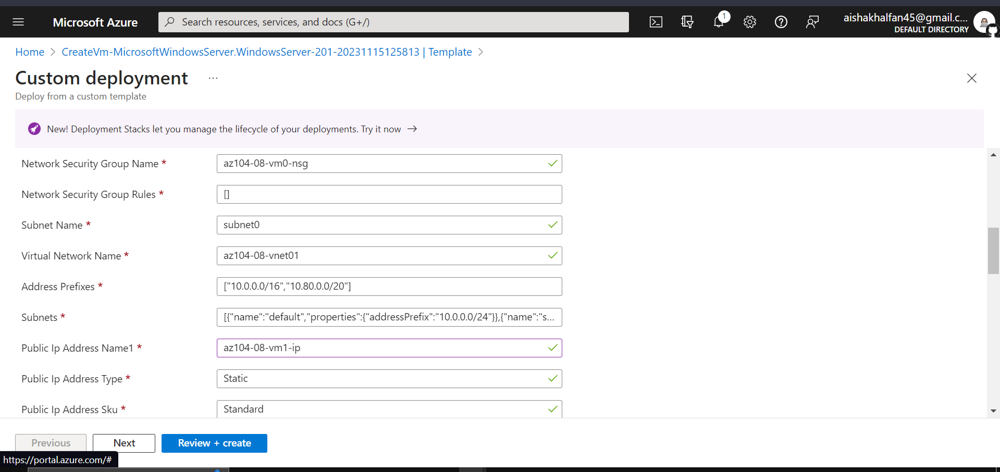 Microsoft Azure
Search resources, services, and docs (G+/)
1
aishakhalfan45@gmail.c...
DEFAULT DIRECTORY
Home > CreateVm-MicrosoftWindowsServer.WindowsServer-201-20231115125813 | Template >
Custom deployment ...
Deploy from a custom template
New! Deployment Stacks let you manage the lifecycle of your deployments. Try it now →
Network Security Group Name * az104-08-vm0-nsg
Network Security Group Rules * []
Subnet Name * subnet0
Virtual Network Name * az104-08-vnet01
Address Prefixes * ["10.0.0.0/16","10.80.0.0/20"]
Subnets * [{"name":"default","properties":{"addressPrefix":"10.0.0.0/24"}},{"name":"s...
Public Ip Address Name1 * az104-08-vm1-ip
Public Ip Address Type * Static
Public Ip Address Sku * Standard
Previous Next Review + create
https://portal.azure.com/#